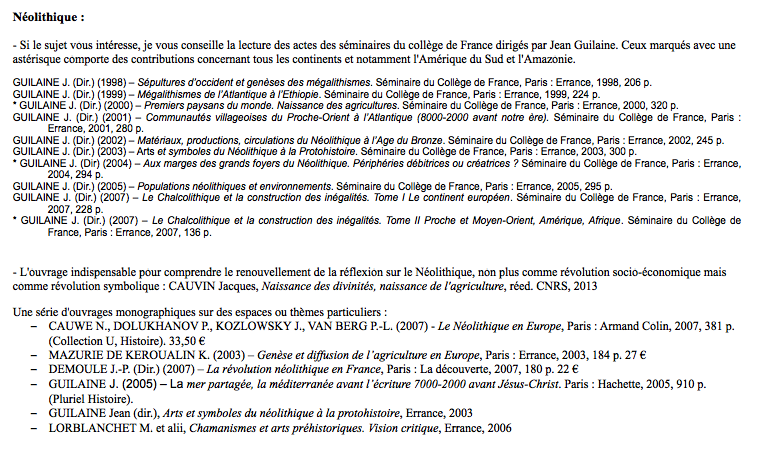 Néolithique :
- Si le sujet vous intéresse, je vous conseille la lecture des actes des séminaires du collège de France dirigés par Jean Guilaine. Ceux marqués avec une
astérisque comporte des contributions concernant tous les continents et notamment l'Amérique du Sud et l'Amazonie.
GUILAINE J. (Dir.) (1998) – Sépultures d'occident et genèses des mégalithismes. Séminaire du Collège de France, Paris : Errance, 1998, 206 p.
GUILAINE J. (Dir.) (1999) – Mégalithismes de l'Atlantique à l'Ethiopie. Séminaire du Collège de France, Paris : Errance, 1999, 224 p.
* GUILAINE J. (Dir.) (2000) – Premiers paysans du monde. Naissance des agricultures. Séminaire du Collège de France, Paris : Errance, 2000, 320 p.
GUILAINE J. (Dir.) (2001) – Communautés villageoises du Proche-Orient à l'Atlantique (8000-2000 avant notre ère). Séminaire du Collège de France, Paris :
Errance, 2001, 280 p.
GUILAINE J. (Dir.) (2002) – Matériaux, productions, circulations du Néolithique à l'Age du Bronze. Séminaire du Collège de France, Paris : Errance, 2002, 245 p.
GUILAINE J. (Dir.) (2003) – Arts et symboles du Néolithique à la Protohistoire. Séminaire du Collège de France, Paris : Errance, 2003, 300 p.
* GUILAINE J. (Dir) (2004) – Aux marges des grands foyers du Néolithique. Périphéries débitrices ou créatrices ? Séminaire du Collège de France, Paris : Errance,
2004, 294 p.
GUILAINE J. (Dir.) (2005) – Populations néolithiques et environnements. Séminaire du Collège de France, Paris : Errance, 2005, 295 p.
GUILAINE J. (Dir.) (2007) – Le Chalcolithique et la construction des inégalités. Tome I Le continent européen. Séminaire du Collège de France, Paris : Errance,
2007, 228 p.
* GUILAINE J. (Dir.) (2007) – Le Chalcolithique et la construction des inégalités. Tome II Proche et Moyen-Orient, Amérique, Afrique. Séminaire du Collège de
France, Paris : Errance, 2007, 136 p.
- L'ouvrage indispensable pour comprendre le renouvellement de la réflexion sur le Néolithique, non plus comme révolution socio-économique mais
comme révolution symbolique : CAUVIN Jacques, Naissance des divinités, naissance de l'agriculture, rééd. CNRS, 2013
Une série d'ouvrages monographiques sur des espaces ou thèmes particuliers :
– CAUWE N., DOLUKHANOV P., KOZLOWSKY J., VAN BERG P.-L. (2007) - Le Néolithique en Europe, Paris : Armand Colin, 2007, 381 p.
(Collection U, Histoire). 33,50 €
– MAZURIE DE KEROUALIN K. (2003) – Genèse et diffusion de l'agriculture en Europe, Paris : Errance, 2003, 184 p. 27 €
– DEMOULE J.-P. (Dir.) (2007) – La révolution néolithique en France, Paris : La découverte, 2007, 180 p. 22 €
– GUILAINE J. (2005) – La mer partagée, la méditerranée avant l'écriture 7000-2000 avant Jésus-Christ. Paris : Hachette, 2005, 910 p.
(Pluriel Histoire).
– GUILAINE Jean (dir.), Arts et symboles du néolithique à la protohistoire, Errance, 2003
– LORBLANCHET M. et alii, Chamanismes et arts préhistoriques. Vision critique, Errance, 2006